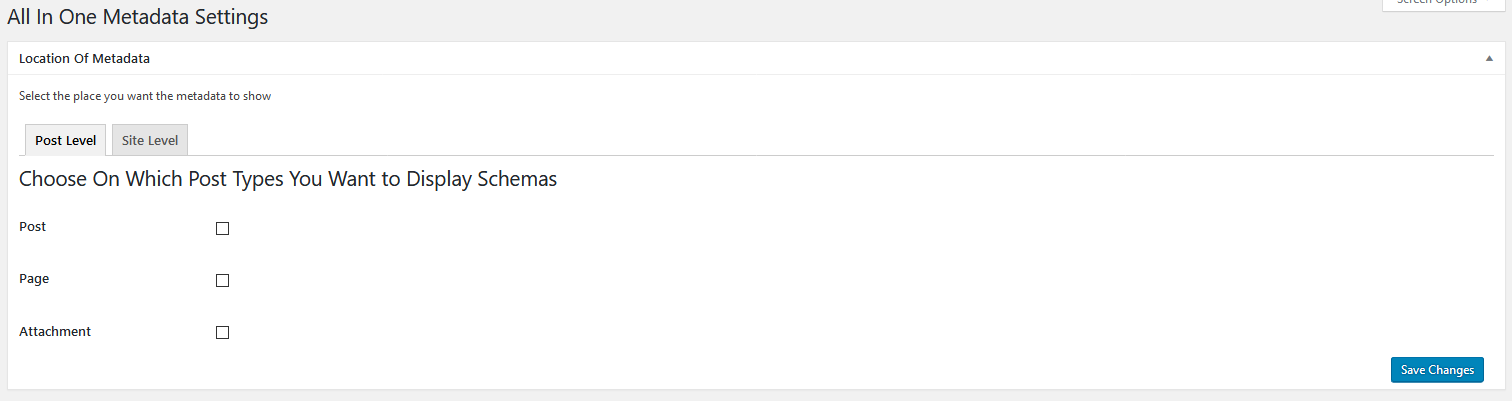 Screen Options
All In One Metadata Settings
Location Of Metadata
Select the place you want the metadata to show
Post Level
Site Level
Choose On Which Post Types You Want to Display Schemas
Post
Page
Attachment
Save Changes